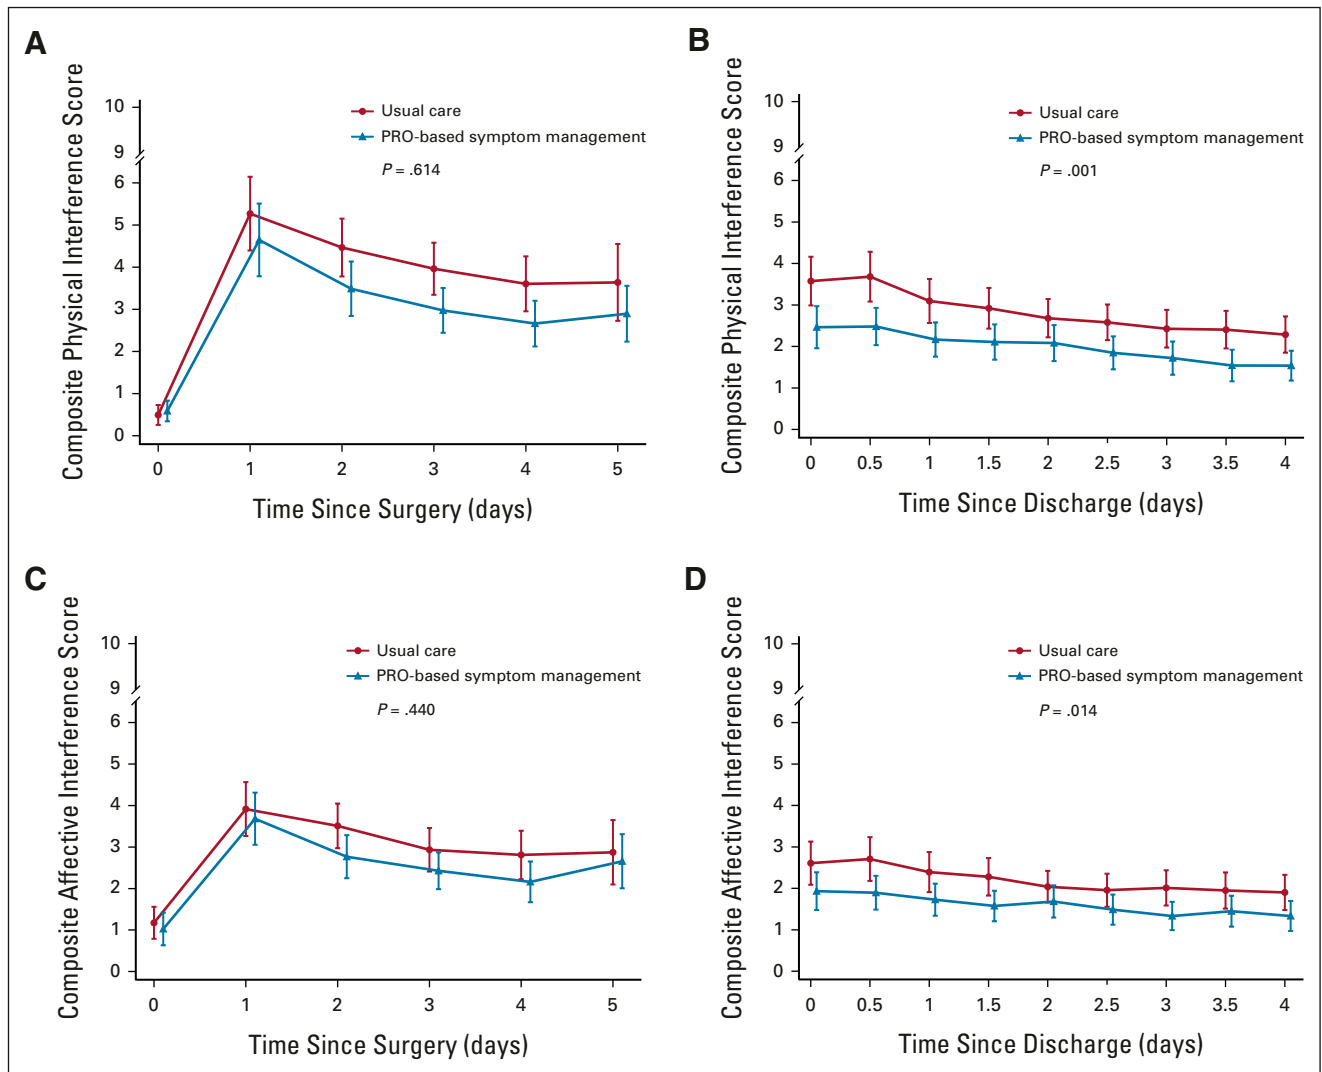 A
Composite Physical Interference Score
10
9
6
5
4
3
2
1
0
Usual care
PRO-based symptom management
P = .614
0 1 2 3 4 5
Time Since Surgery (days)
B
Composite Physical Interference Score
10
9
6
5
4
3
2
1
0
Usual care
PRO-based symptom management
P = .001
0 0.5 1 1.5 2 2.5 3 3.5 4
Time Since Discharge (days)
C
Composite Affective Interference Score
10
9
6
5
4
3
2
1
0
Usual care
PRO-based symptom management
P = .440
0 1 2 3 4 5
Time Since Surgery (days)
D
Composite Affective Interference Score
10
9
6
5
4
3
2
1
0
Usual care
PRO-based symptom management
P = .014
0 0.5 1 1.5 2 2.5 3 3.5 4
Time Since Discharge (days)